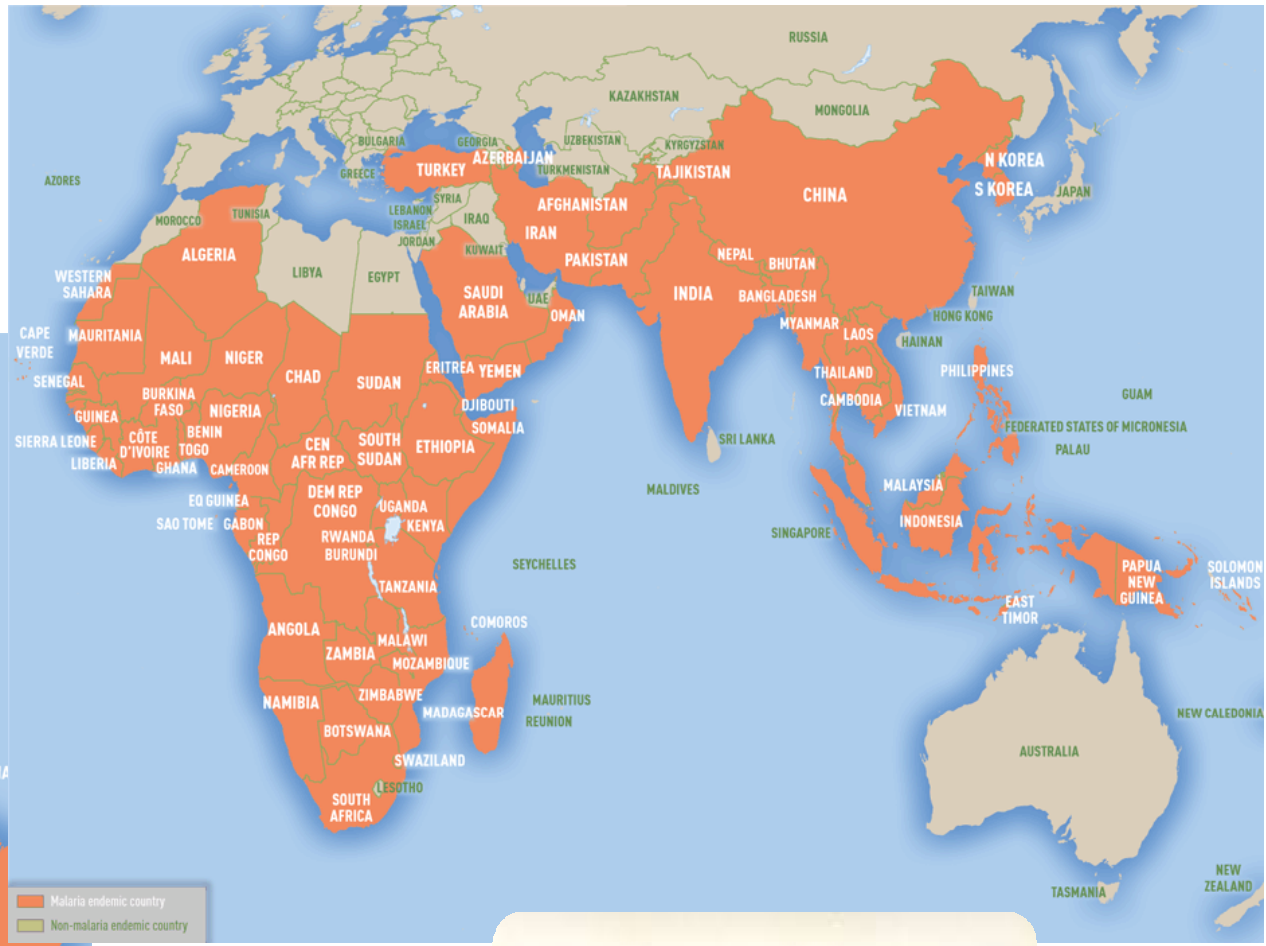 RUSSIA
KAZAKHSTAN
MONGOLIA
BULGARIA
GEORGIA
UZBEKISTAN
KYRGYZSTAN
AZERBAIJAN
N KOREA
TURKEY
TURKMENISTAN
TAJIKISTAN
GREECE
AZORES
S KOREA
JAPAN
CHINA
SYRIA
AFGHANISTAN
LEBANON
TUNISIA
MOROCCO
IRAQ
ISRAEL
IRAN
JORDAN
KUWAIT
ALGERIA
NEPAL
PAKISTAN
BHUTAN
LIBYA
EGYPT
WESTERN
SAHARA
SAUDI
ARABIA
INDIA
BANGLADESH
TAIWAN
UAE
OMAN
HONG KONG
MYANMAR
LAOS
HAINAN
CAPE
VERDE
MAURITANIA
MALI
NIGER
CHAD
SUDAN
ERITREA
YEMEN
THAILAND
PHILIPPINES
SENEGAL
BURKINA
FASO
NIGERIA
DJIBOUTI
CAMBODIA
VIETNAM
GUAM
GUINEA
SOMALIA
FEDERATED STATES OF MICRONESIA
BENIN
SIERRA LEONE
CÔTE
D'IVOIRE
TOGO
CEN
AFR REP
SOUTH
SUDAN
ETHIOPIA
SRI LANKA
PALAU
LIBERIA
GHANA
CAMEROON
MALDIVES
MALAYSIA
EQ GUINEA
DEM REP
CONGO
UGANDA
SAO TOME
GABON
KENYA
INDONESIA
SINGAPORE
REP
CONGO
RWANDA
BURUNDI
SEYCHELLES
TANZANIA
PAPUA
NEW
GUINEA
SOLOMON
ISLANDS
EAST
TIMOR
COMOROS
ANGOLA
MALAWI
ZAMBIA
MOZAMBIQUE
ZIMBABWE
NAMIBIA
MADAGASCAR
MAURITIUS
REUNION
NEW CALEDONIA
BOTSWANA
SWAZILAND
AUSTRALIA
LESOTHO
SOUTH
AFRICA
NEW
ZEALAND
TASMANIA
Malaria endemic country
Non-malaria endemic country